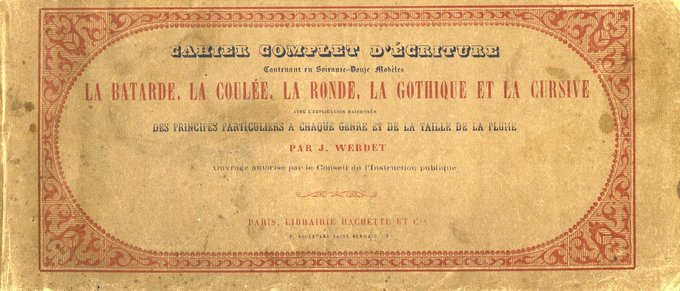 CAHIER COMPLET D'ÉCRITURE
Contenant en Soixante-Douze Modèles
LA BATARDE, LA COULÉE, LA RONDE, LA GOTHIQUE ET LA CURSIVE
AVEC L'EXPLICATION RAISONNÉE
DES PRINCIPES PARTICULIERS A CHAQUE GENRE ET DE LA TAILLE DE LA PLUME
PAR J. WERDET
Ouvrage autorisé par le Conseil de l'Instruction publique
PARIS, LIBRAIRIE HACHETTE ET Cie
BOULEVARD SAINT GERMAIN